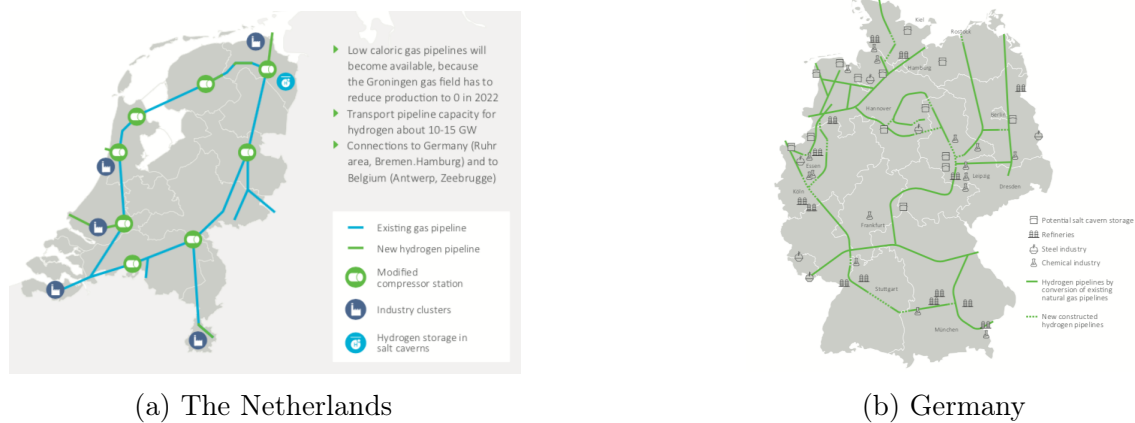 Low caloric gas pipelines will
become available, because
the Groningen gas field has to
reduce production to 0 in 2022
Transport pipeline capacity for
hydrogen about 10-15 GW
Connections to Germany (Ruhr
area, Bremen.Hamburg) and to
Belgium (Antwerp, Zeebrugge)
Existing gas pipeline
New hydrogen pipeline
Modified
compressor station
Industry clusters
Hydrogen storage in
salt caverns
(a) The Netherlands
Kiel
Rostock
Hamburg
Hannover
Berlin
Essen
Leipzig
Köln
Dresden
Frankfurt
Stuttgart
München
Potential salt cavern storage
Refineries
Steel industry
Chemical industry
Hydrogen pipelines by
conversion of existing
natural gas pipelines
New constructed
hydrogen pipelines
(b) Germany